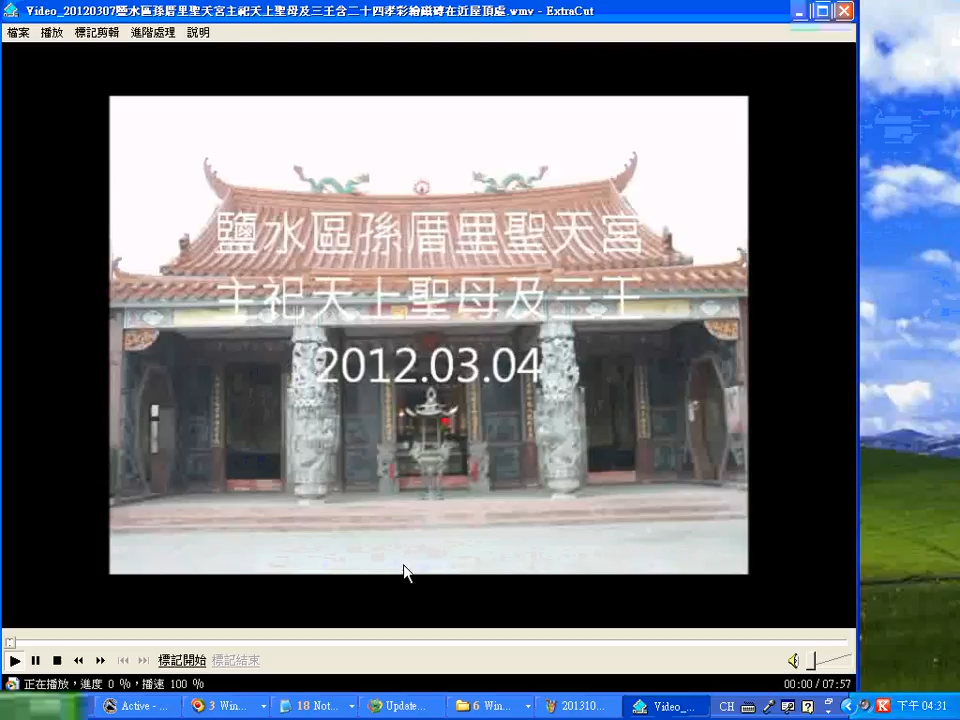 Video_20120307鹽水區孫厝里聖天宮主祀天上聖母及三王含二十四孝彩繪磁磚在近屋頂處.wmv - ExtraCut
檔案 播放 標記剪輯 進階處理 說明
鹽水區孫厝里聖天宮
主祀天上聖母及三王
2012.03.04
標記開始 標記結束
正在播放，進度 0 %，播速 100 %
00:00 / 07:57
Active - ...
3 Win...
18 Not...
Update...
6 Win...
201310...
Video_...
CH
下午 04:31